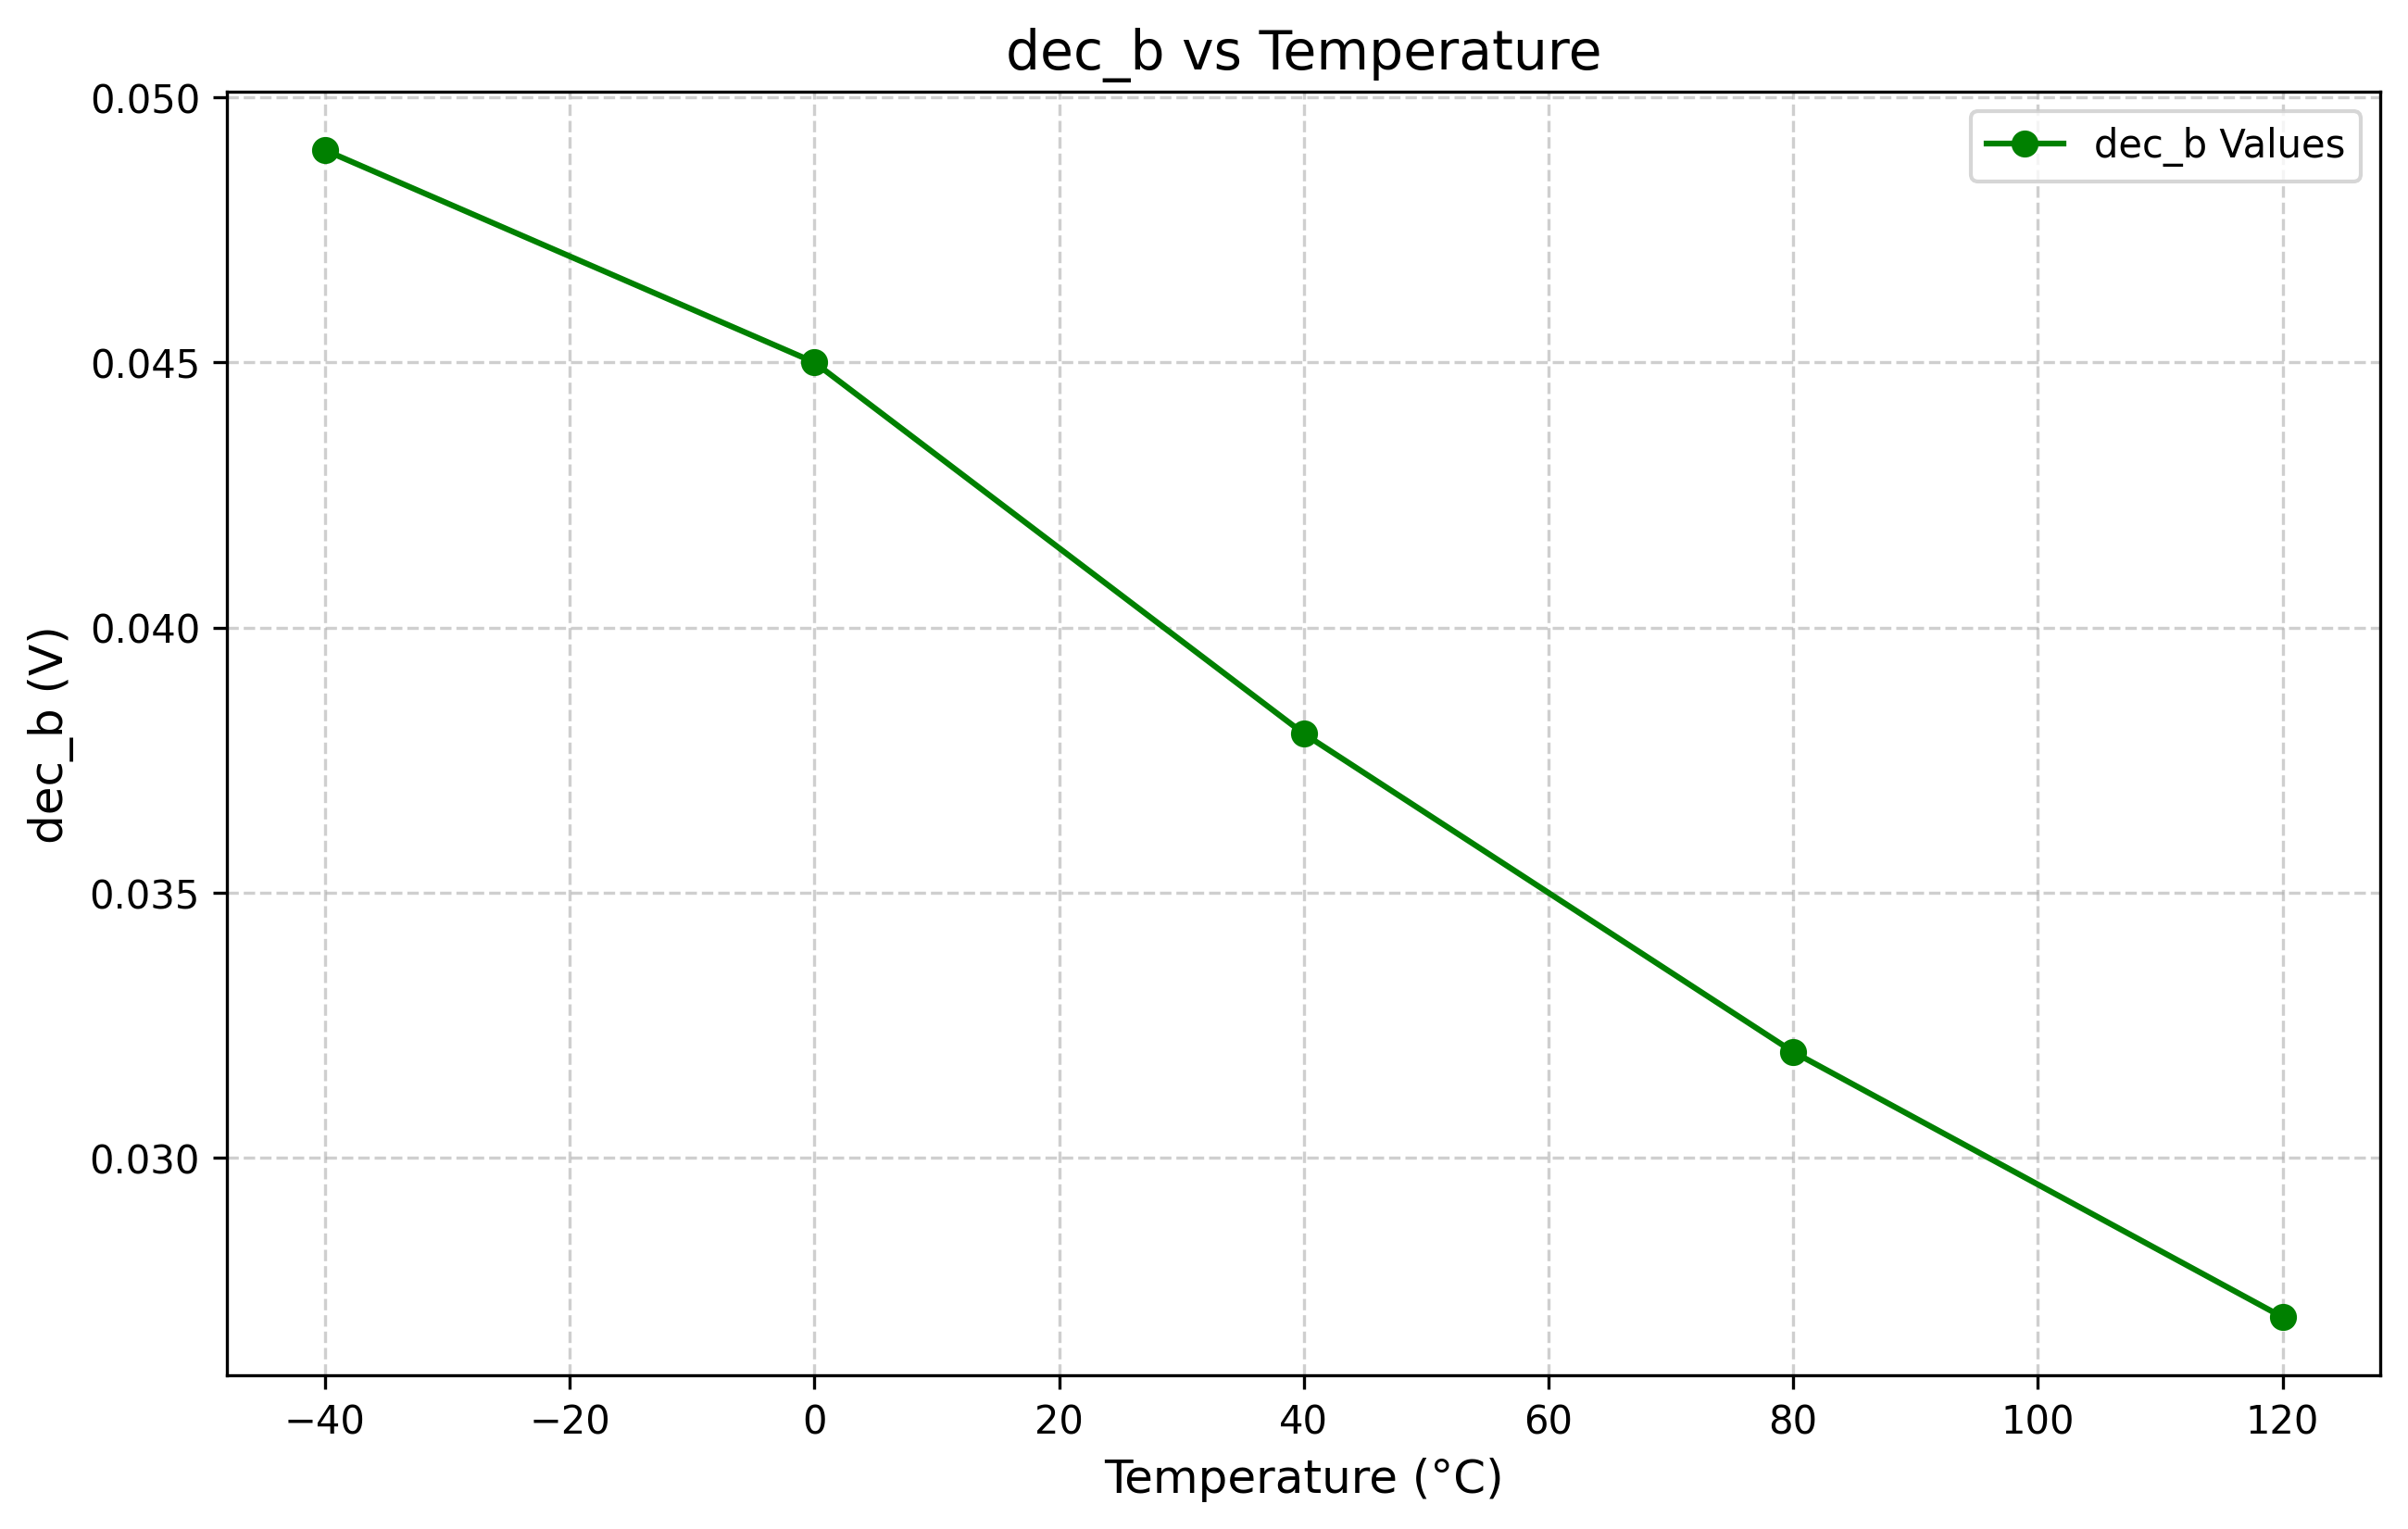 dec_b vs Temperature
dec_b Values
dec_b (V)
0.050
0.045
0.040
0.035
0.030
−40 −20 0 20 40 60 80 100 120
Temperature (°C)